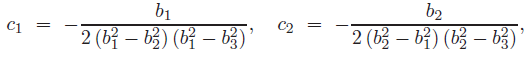 $c_1 = -\frac{b_1}{2\,(b_1^2 - b_2^2)\,(b_1^2 - b_3^2)}, \quad c_2 = -\frac{b_2}{2\,(b_2^2 - b_1^2)\,(b_2^2 - b_3^2)},$